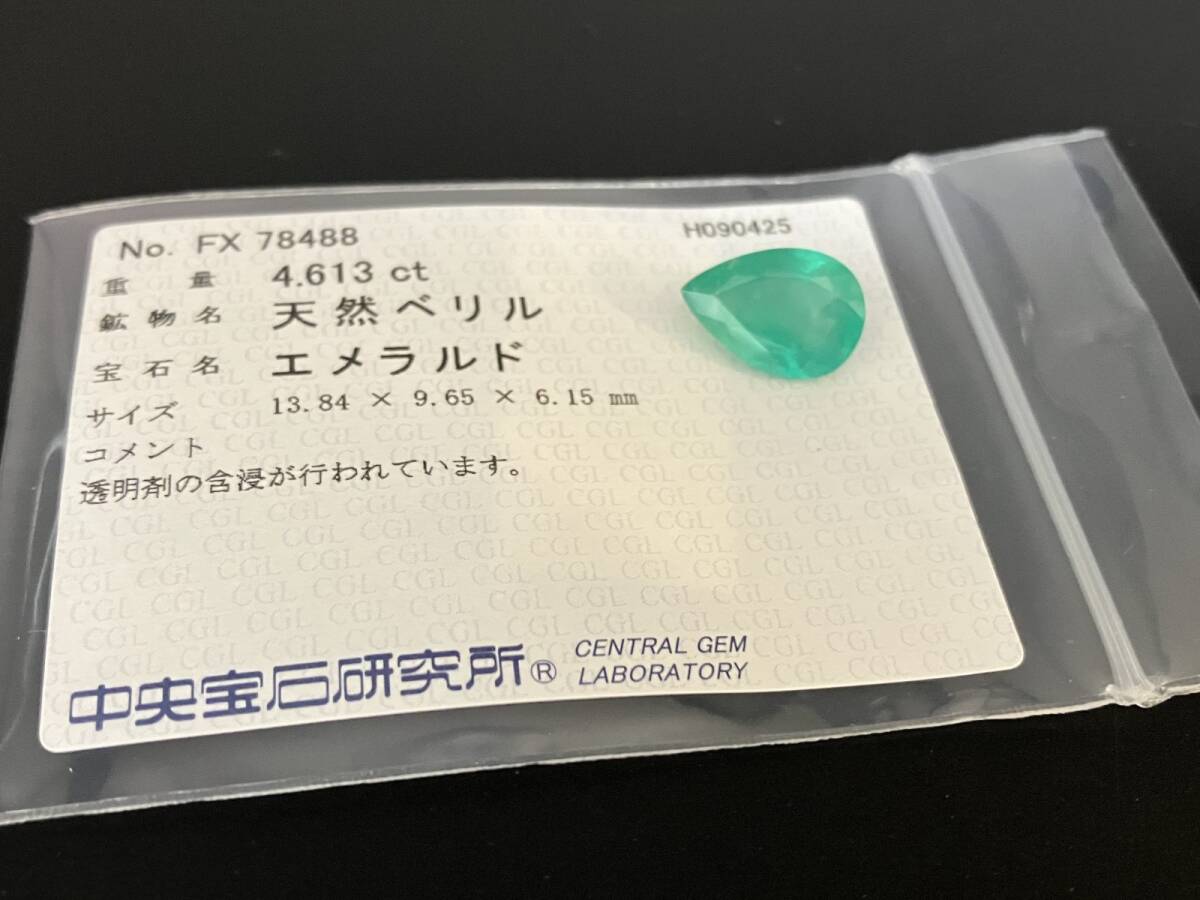 No. FX 78488
H090425
重量 4.613 ct
鉱物名 天然ベリル
宝石名 エメラルド
サイズ 13.84 × 9.65 × 6.15 mm
コメント
透明剤の含浸が行われています。
中央宝石研究所® CENTRAL GEM
LABORATORY